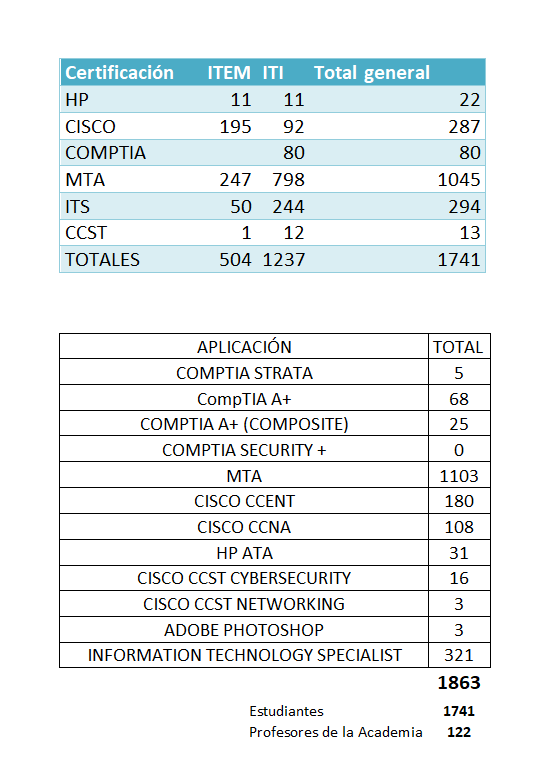 Certificación ITEM ITI Total general
HP 11 11 22
CISCO 195 92 287
COMPTIA 80 80
MTA 247 798 1045
ITS 50 244 294
CCST 1 12 13
TOTALES 504 1237 1741
APLICACIÓN TOTAL
COMPTIA STRATA 5
CompTIA A+ 68
COMPTIA A+ (COMPOSITE) 25
COMPTIA SECURITY + 0
MTA 1103
CISCO CCENT 180
CISCO CCNA 108
HP ATA 31
CISCO CCST CYBERSECURITY 16
CISCO CCST NETWORKING 3
ADOBE PHOTOSHOP 3
INFORMATION TECHNOLOGY SPECIALIST 321
1863
Estudiantes 1741
Profesores de la Academia 122